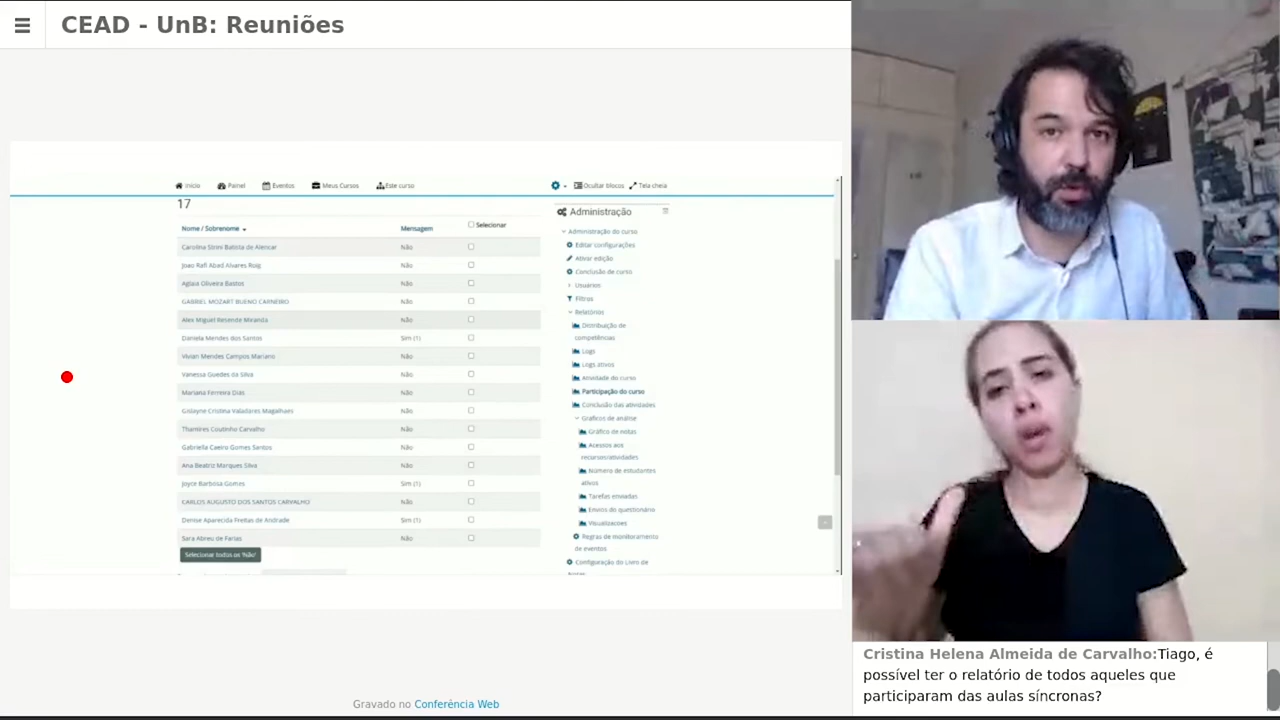 CEAD - UnB: Reuniões
Início Painel Eventos Meus Cursos Este curso Ocultar blocos Tela cheia
17
Nome / Sobrenome Mensagem Selecionar
Carolina Strini Batista de Alencar Não
Joao Rafi Abad Alvares Roig Não
Aglais Oliveira Bastos Não
GABRIEL MOZART BUENO CARNEIRO Não
Alex Miguel Resende Miranda Não
Daniela Mendes dos Santos Sim (1)
Vivian Mendes Campos Mariano Não
Vanessa Guedes da Silva Não
Mariana Ferreira Dias Não
Gislayne Cristina Valadares Magalhaes Não
Thamires Coutinho Carvalho Não
Gabriella Caeiro Gomes Santos Não
Ana Beatriz Marques Silva Não
Joyce Barbosa Gomes Sim (1)
CARLOS AUGUSTO DOS SANTOS CARVALHO Não
Denise Aparecida Freitas de Andrade Sim (1)
Sara Abreu de Farias Não
Selecionar todos os 'Não'
Administração
Administração do curso
Editar configurações
Ativar edição
Conclusão de curso
Usuários
Filtros
Relatórios
Distribuição de
competências
Logs
Logs ativos
Atividade do curso
Participação do curso
Conclusão das atividades
Gráficos de análise
Gráfico de notas
Acessos aos
recursos/atividades
Número de estudantes
ativos
Tarefas enviadas
Envios do questionário
Visualizacoes
Regras de monitoramento
de eventos
Configuração do Livro de
Cristina Helena Almeida de Carvalho:Tiago, é
possível ter o relatório de todos aqueles que
participaram das aulas síncronas?
Gravado no Conferência Web